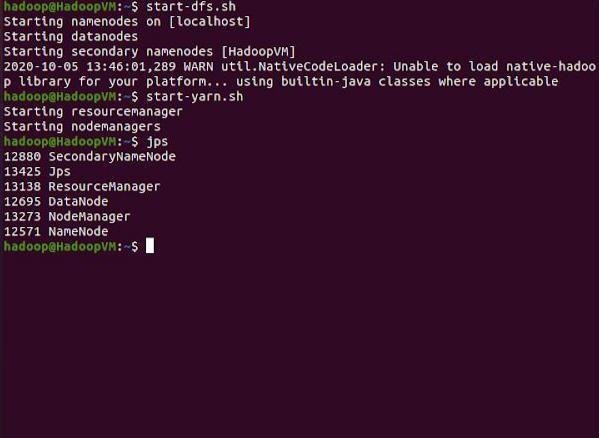 hadoop@HadoopVM:~$ start-dfs.sh
Starting namenodes on [localhost]
Starting datanodes
Starting secondary namenodes [HadoopVM]
2020-10-05 13:46:01,289 WARN util.NativeCodeLoader: Unable to load native-hadoo
p library for your platform... using builtin-java classes where applicable
hadoop@HadoopVM:~$ start-yarn.sh
Starting resourcemanager
Starting nodemanagers
hadoop@HadoopVM:~$ jps
12880 SecondaryNameNode
13425 Jps
13138 ResourceManager
12695 DataNode
13273 NodeManager
12571 NameNode
hadoop@HadoopVM:~$